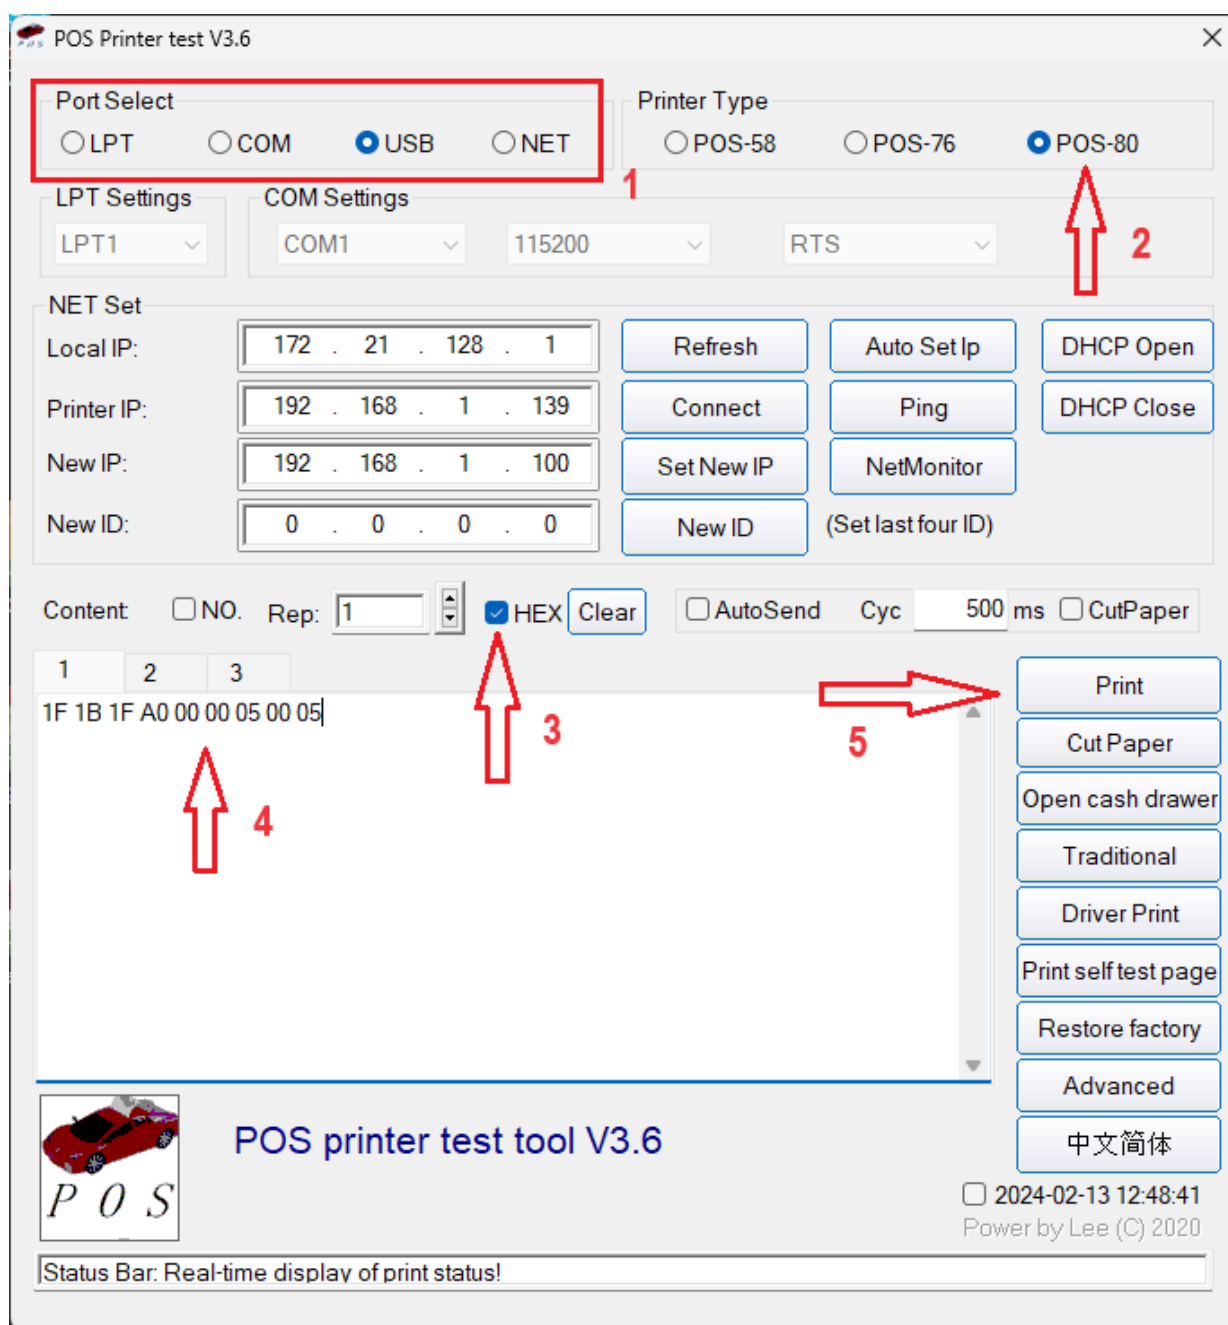 POS Printer test V3.6
Port Select
LPT COM USB NET
Printer Type
POS-58 POS-76 POS-80
1
2
LPT Settings
LPT1
COM Settings
COM1 115200 RTS
NET Set
Local IP: 172 . 21 . 128 . 1 Refresh Auto Set Ip DHCP Open
Printer IP: 192 . 168 . 1 . 139 Connect Ping DHCP Close
New IP: 192 . 168 . 1 . 100 Set New IP NetMonitor
New ID: 0 . 0 . 0 . 0 New ID (Set last four ID)
Content: NO. Rep: 1 HEX Clear AutoSend Cyc 500 ms CutPaper
1 2 3
1F 1B 1F A0 00 00 05 00 05
3
4
5
Print
Cut Paper
Open cash drawer
Traditional
Driver Print
Print self test page
Restore factory
Advanced
中文简体
POS
POS printer test tool V3.6
2024-02-13 12:48:41
Power by Lee (C) 2020
Status Bar: Real-time display of print status!